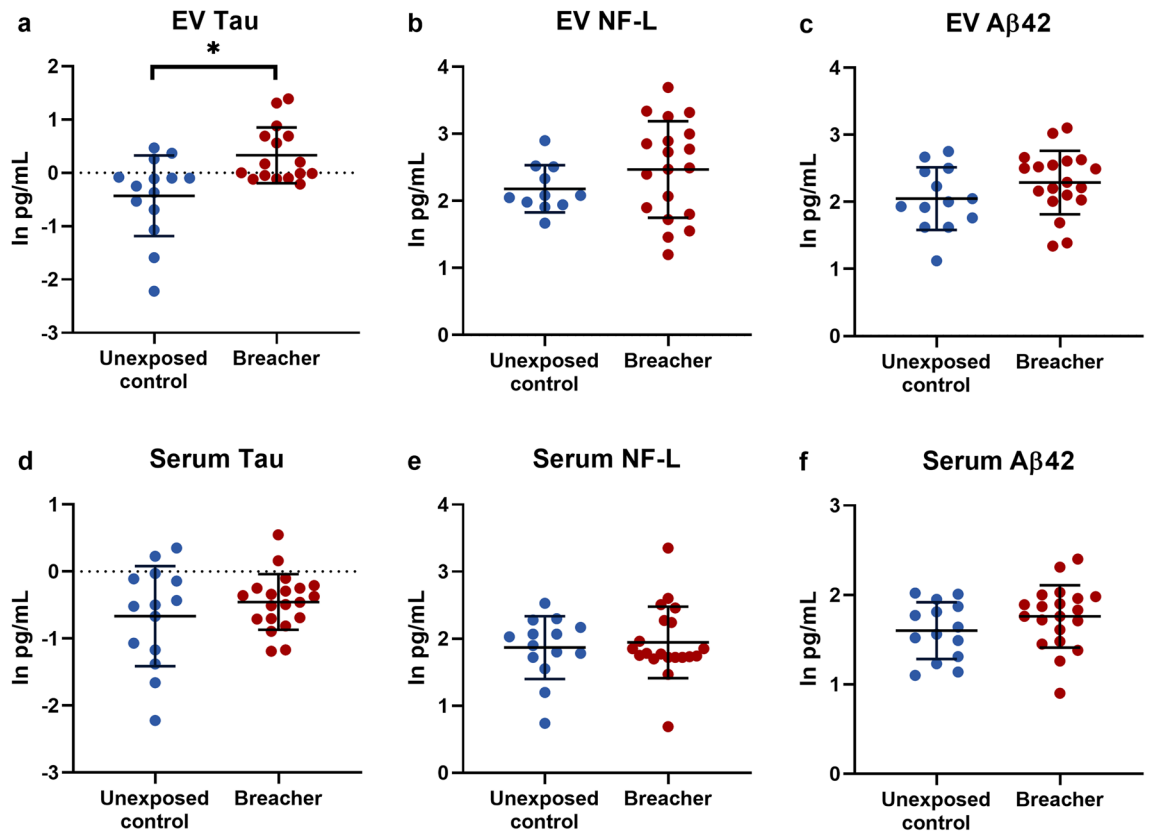 a
EV Tau
*
ln pg/mL
2
1
0
-1
-2
-3
Unexposed
control
Breacher
b
EV NF-L
ln pg/mL
4
3
2
1
0
Unexposed
control
Breacher
c
EV Aβ42
ln pg/mL
4
3
2
1
0
Unexposed
control
Breacher
d
Serum Tau
ln pg/mL
1
0
-1
-2
-3
Unexposed
control
Breacher
e
Serum NF-L
ln pg/mL
4
3
2
1
0
Unexposed
control
Breacher
f
Serum Aβ42
ln pg/mL
3
2
1
0
Unexposed
control
Breacher